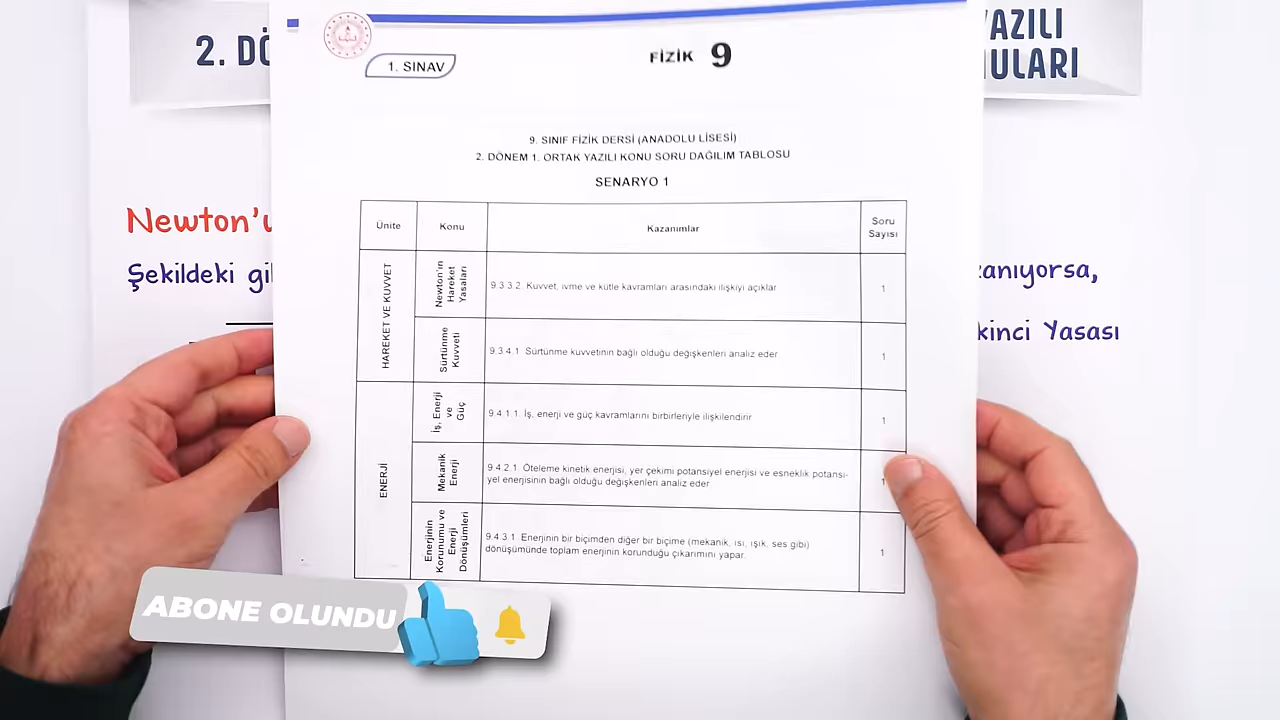 2. DÖ
YAZILI
ULARI
1. SINAV
FİZİK 9
9. SINIF FİZİK DERSİ (ANADOLU LİSESİ)
2. DÖNEM 1. ORTAK YAZILI KONU SORU DAĞILIM TABLOSU
SENARYO 1
Ünite
Konu
Kazanımlar
Soru
Sayısı
HAREKET VE KUVVET
Newton'ın
Hareket
Yasaları
9.3.3.2. Kuvvet, ivme ve kütle kavramları arasındaki ilişkiyi açıklar
1
Sürtünme
Kuvveti
9.3.4.1. Sürtünme kuvvetinin bağlı olduğu değişkenleri analiz eder.
1
ENERJİ
İş, Enerji
ve
Güç
9.4.1.1. İş, enerji ve güç kavramlarını birbirleriyle ilişkilendirir
1
Mekanik
Enerji
9.4.2.1. Öteleme kinetik enerjisi, yer çekimi potansiyel enerjisi ve esneklik potansi-
yel enerjisinin bağlı olduğu değişkenleri analiz eder
1
Enerjinin
Korunumu ve
Enerji
Dönüşümleri
9.4.3.1. Enerjinin bir biçimden diğer bir biçime (mekanik, ısı, ışık, ses gibi)
dönüşümünde toplam enerjinin korunduğu çıkarımını yapar.
1
Newton'u
Şekildeki gi
zanıyorsa,
kinci Yasası
ABONE OLUNDU